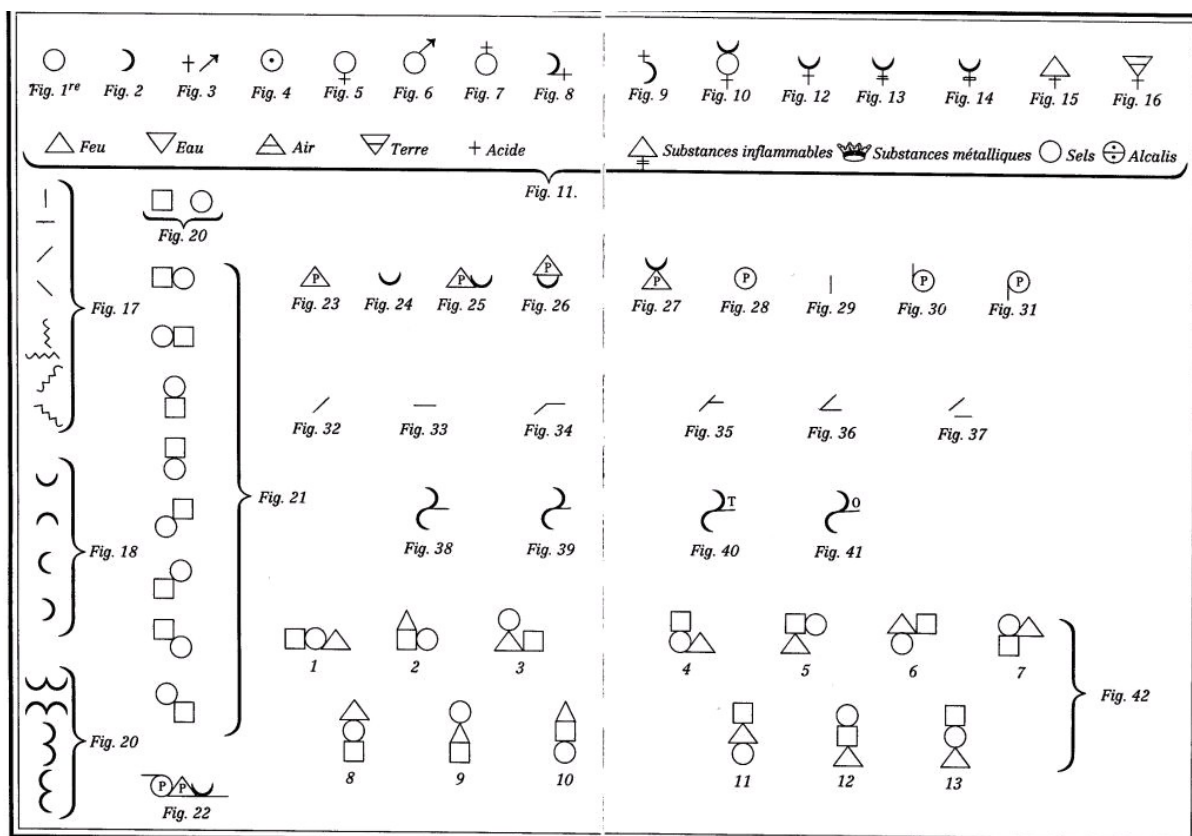 Fig. 1re Fig. 2 Fig. 3 Fig. 4 Fig. 5 Fig. 6 Fig. 7 Fig. 8 Fig. 9 Fig. 10 Fig. 12 Fig. 13 Fig. 14 Fig. 15 Fig. 16
Feu Eau Air Terre Acide Substances inflammables Substances métalliques Sels Alcalis
Fig. 11.
Fig. 20
Fig. 17
P P P P P P P
Fig. 23 Fig. 24 Fig. 25 Fig. 26 Fig. 27 Fig. 28 Fig. 29 Fig. 30 Fig. 31
Fig. 32 Fig. 33 Fig. 34 Fig. 35 Fig. 36 Fig. 37
Fig. 21
T O
Fig. 18
Fig. 38 Fig. 39 Fig. 40 Fig. 41
1 2 3 4 5 6 7
Fig. 42
Fig. 20
8 9 10 11 12 13
P P
Fig. 22